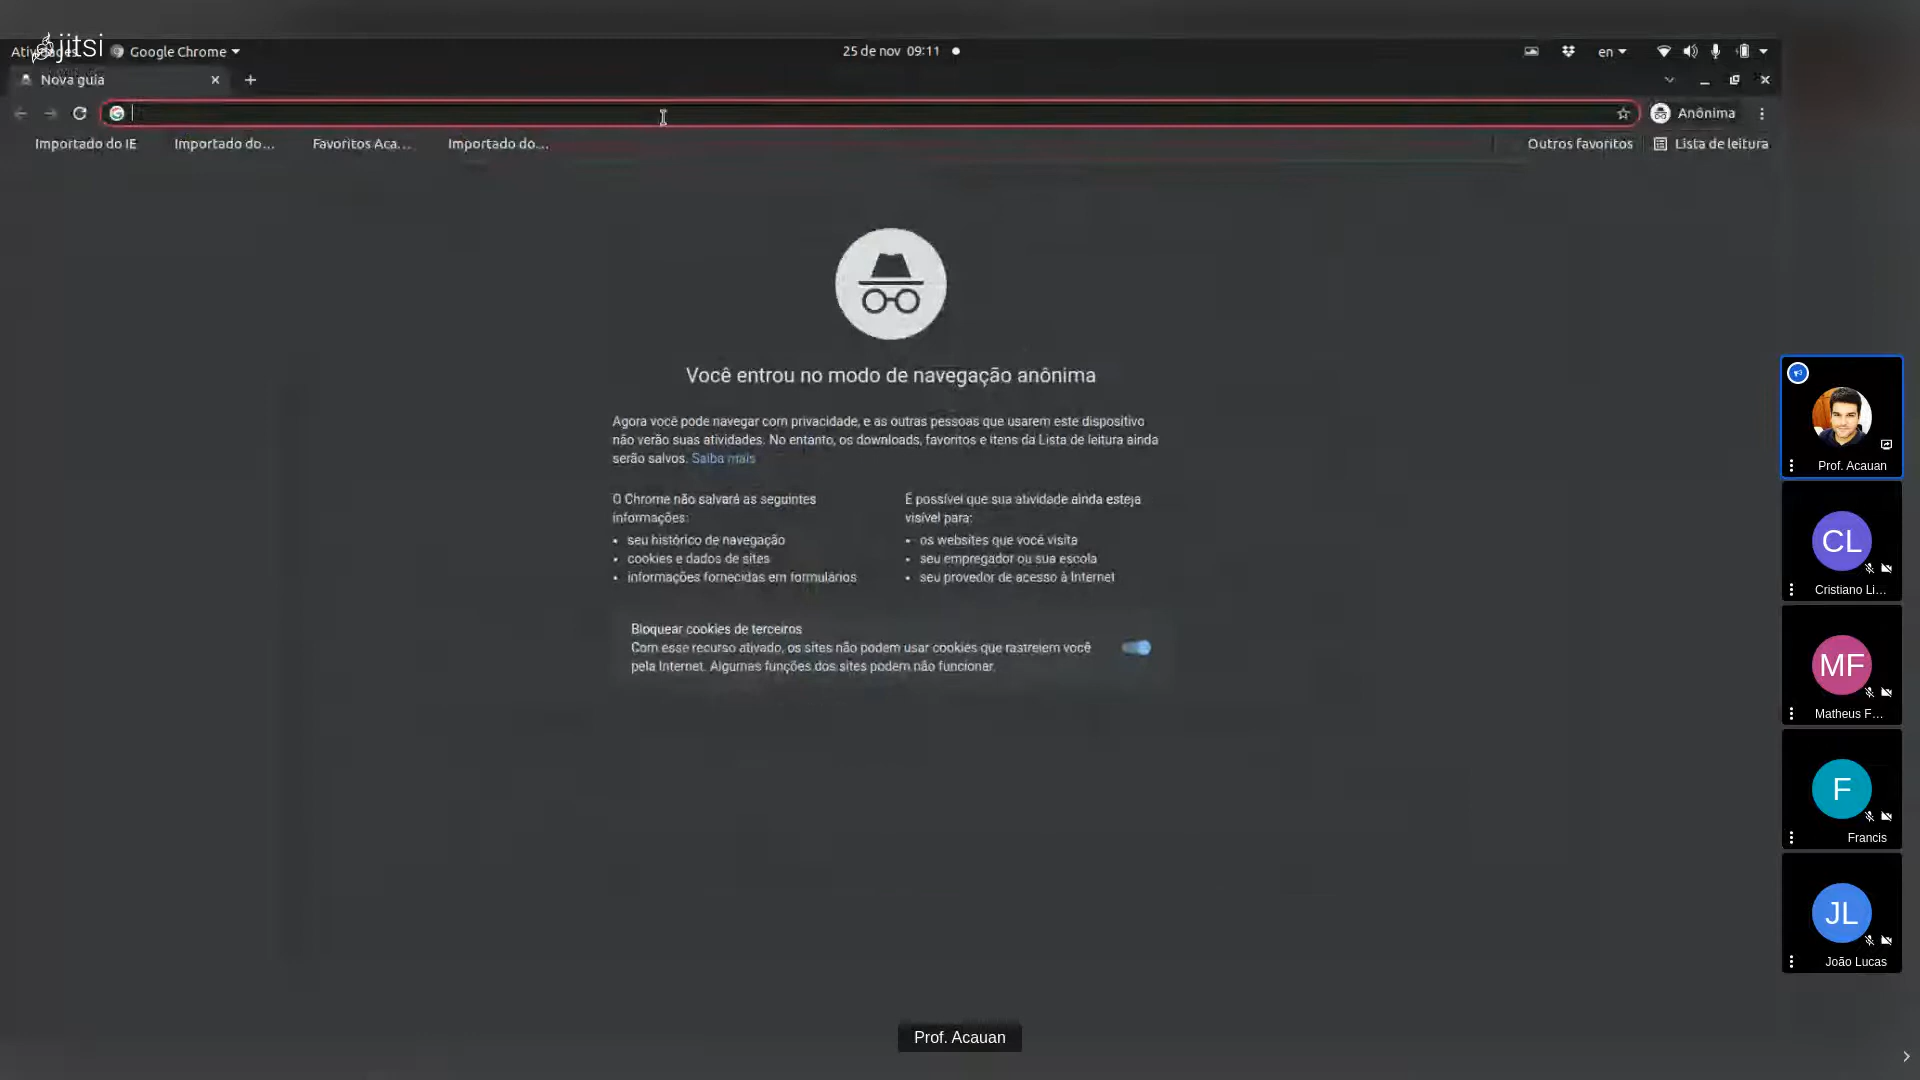 jitsi
Atividades Google Chrome 25 de nov 09:11 en
Nova guia
Anônima
Importado do IE Importado do... Favoritos Aca... Importado do... Outros favoritos Lista de leitura
Você entrou no modo de navegação anônima
Agora você pode navegar com privacidade, e as outras pessoas que usarem este dispositivo
não verão suas atividades. No entanto, os downloads, favoritos e itens da Lista de leitura ainda
serão salvos. Saiba mais
O Chrome não salvará as seguintes
informações:
• seu histórico de navegação
• cookies e dados de sites
• informações fornecidas em formulários
É possível que sua atividade ainda esteja
visível para:
• os websites que você visita
• seu empregador ou sua escola
• seu provedor de acesso à Internet
Bloquear cookies de terceiros
Com esse recurso ativado, os sites não podem usar cookies que rastreiem você
pela Internet. Algumas funções dos sites podem não funcionar.
Prof. Acauan
CL
Cristiano Li...
MF
Matheus F...
F
Francis
JL
João Lucas
Prof. Acauan